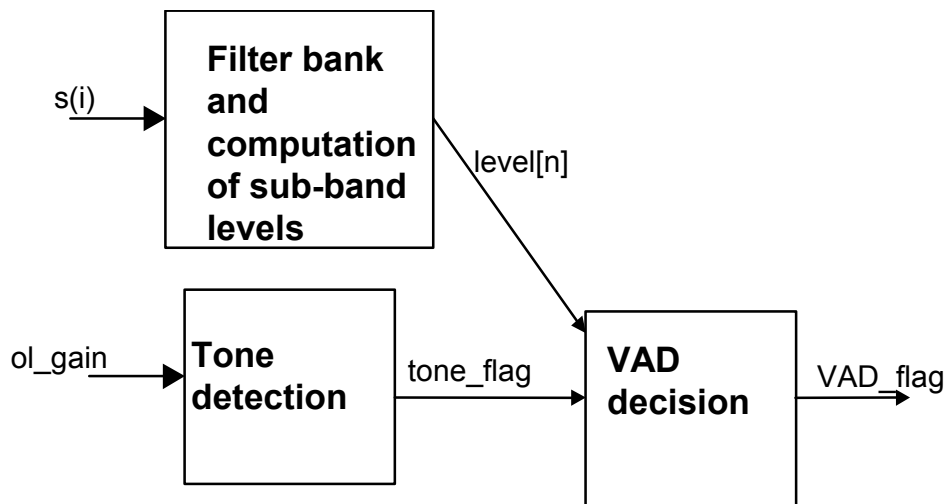 s(i)
Filter bank
and
computation
of sub-band
levels
level[n]
ol_gain
Tone
detection
tone_flag
VAD
decision
VAD_flag